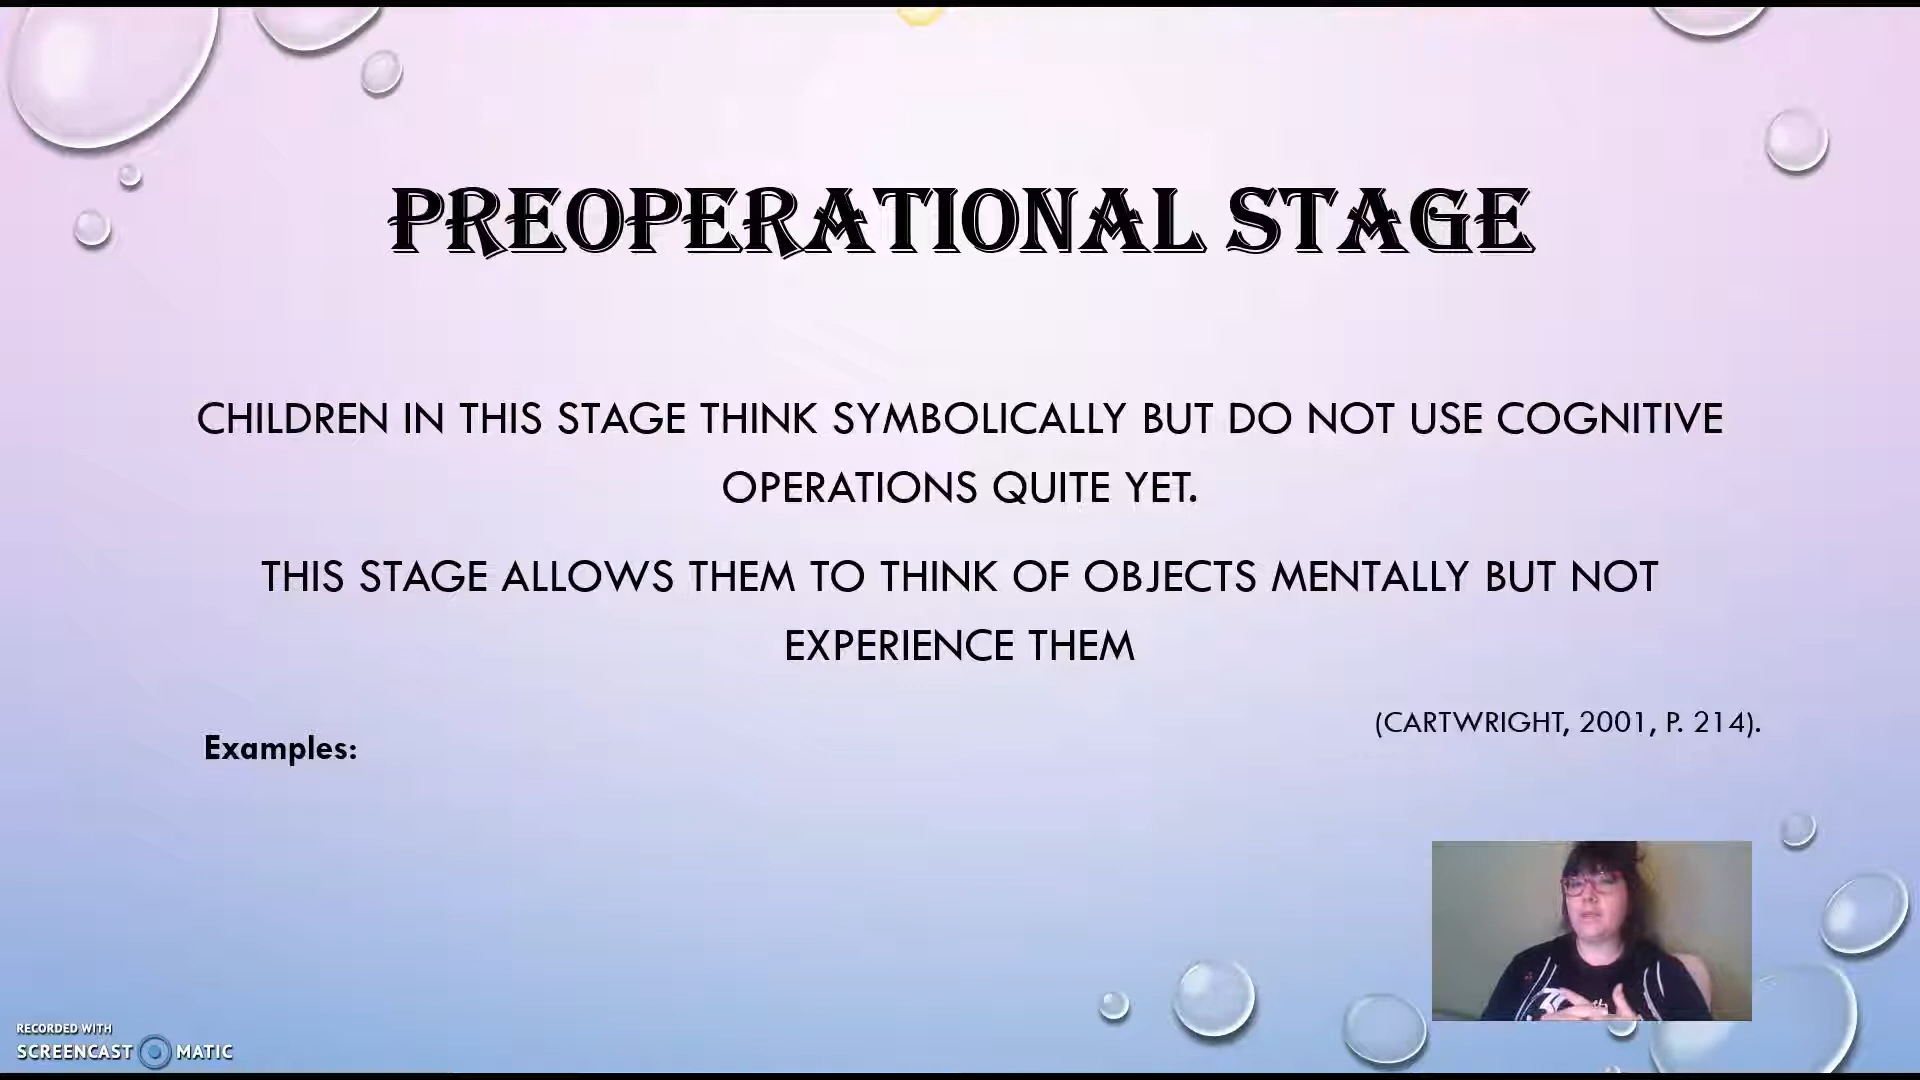 PREOPERATIONAL STAGE
CHILDREN IN THIS STAGE THINK SYMBOLICALLY BUT DO NOT USE COGNITIVE
OPERATIONS QUITE YET.
THIS STAGE ALLOWS THEM TO THINK OF OBJECTS MENTALLY BUT NOT
EXPERIENCE THEM
(CARTWRIGHT, 2001, P. 214).
Examples:
RECORDED WITH
SCREENCAST MATIC